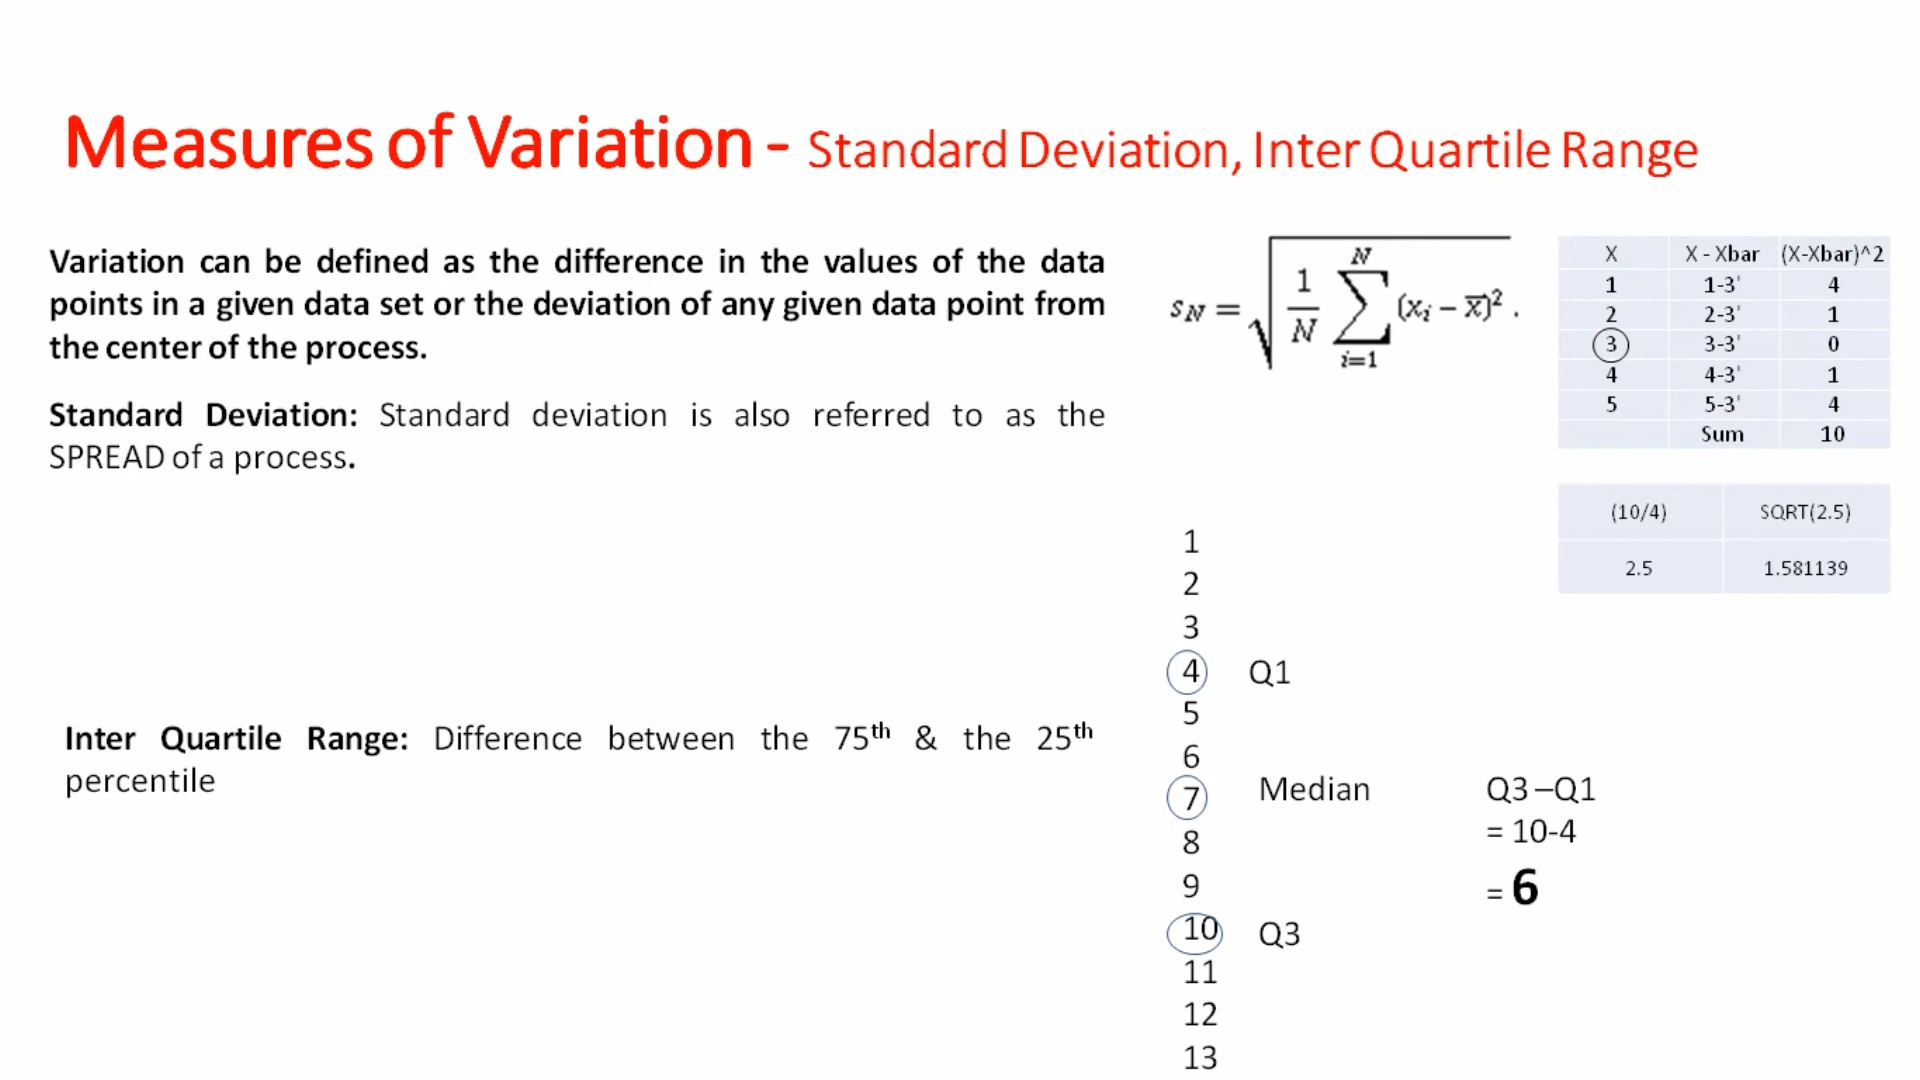 Measures of Variation - Standard Deviation, Inter Quartile Range
Variation can be defined as the difference in the values of the data
points in a given data set or the deviation of any given data point from
the center of the process.
Standard Deviation: Standard deviation is also referred to as the
SPREAD of a process.
Inter Quartile Range: Difference between the 75th & the 25th
percentile
s_N = √(1/N ∑_{i=1}^{N} (x_i − x̅)² .
X X - Xbar (X-Xbar)^2
1 1-3' 4
2 2-3' 1
3 3-3' 0
4 4-3' 1
5 5-3' 4
Sum 10
(10/4) SQRT(2.5)
2.5 1.581139
1
2
3
4 Q1
5
6
7 Median
8
9
10 Q3
11
12
13
Q3 –Q1
= 10-4
= 6